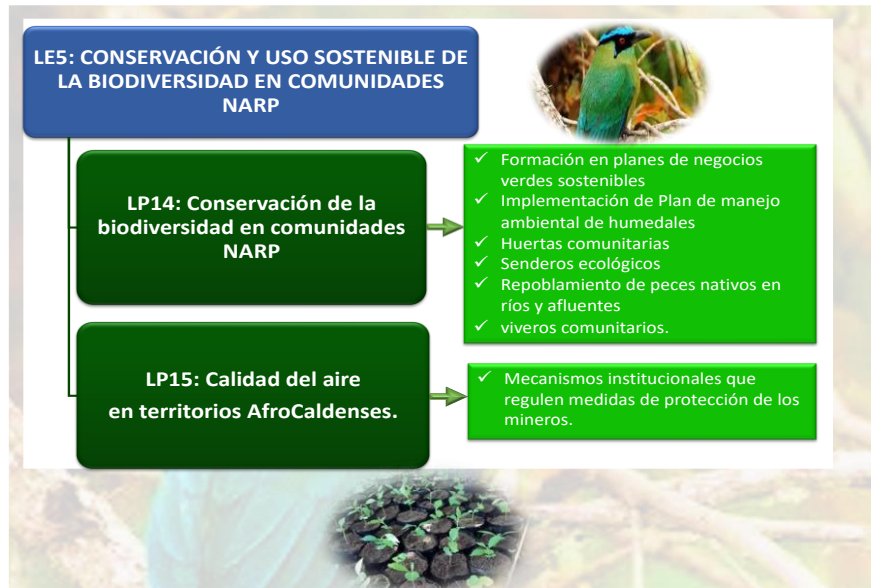 LE5: CONSERVACIÓN Y USO SOSTENIBLE DE
LA BIODIVERSIDAD EN COMUNIDADES
NARP
LP14: Conservación de la
biodiversidad en comunidades
NARP
✓ Formación en planes de negocios
verdes sostenibles
✓ Implementación de Plan de manejo
ambiental de humedales
✓ Huertas comunitarias
✓ Senderos ecológicos
✓ Repoblamiento de peces nativos en
ríos y afluentes
✓ viveros comunitarios.
LP15: Calidad del aire
en territorios AfroCaldenses.
✓ Mecanismos institucionales que
regulen medidas de protección de los
mineros.